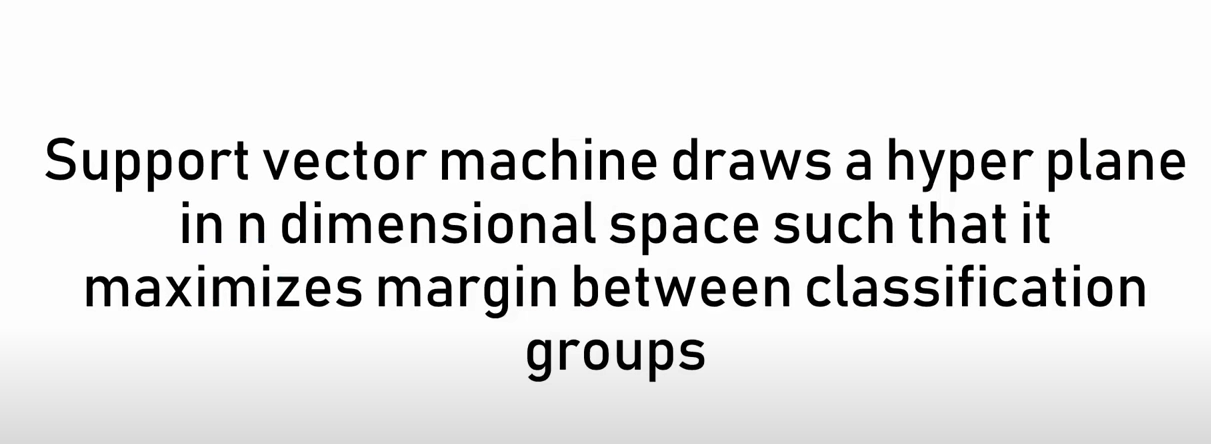 Support vector machine draws a hyper plane
in n dimensional space such that it
maximizes margin between classification
groups